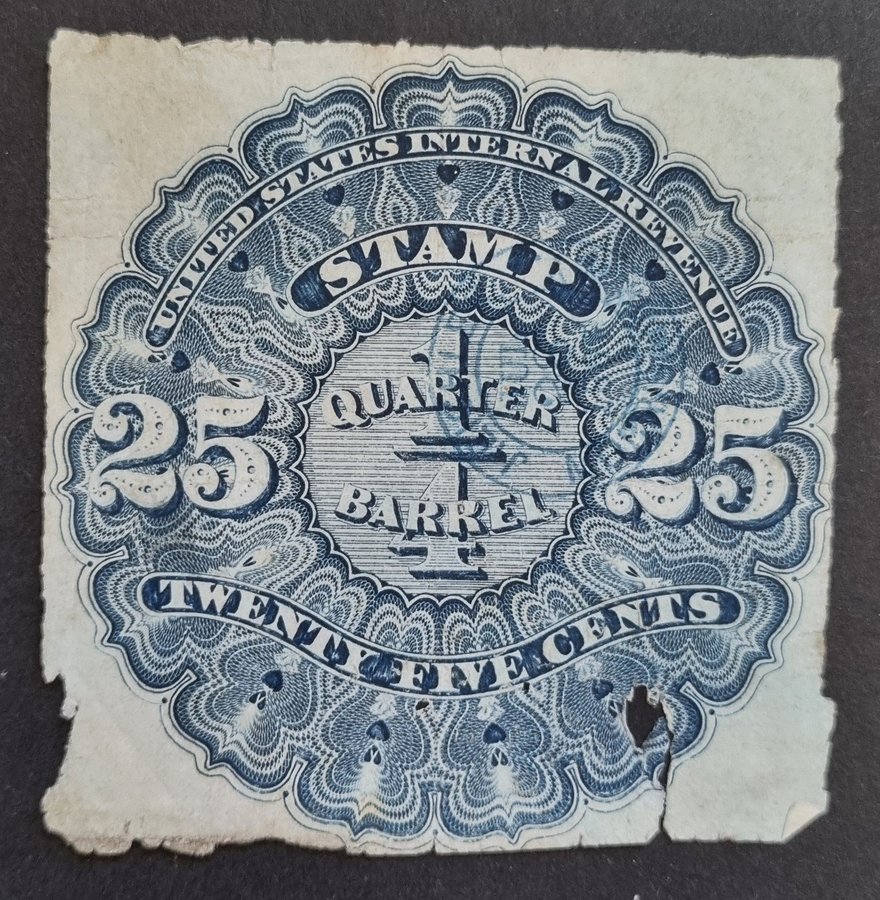 UNITED STATES INTERNAL REVENUE
STAMP
1
QUARTER
25 25
BARREL
4
TWENTY FIVE CENTS